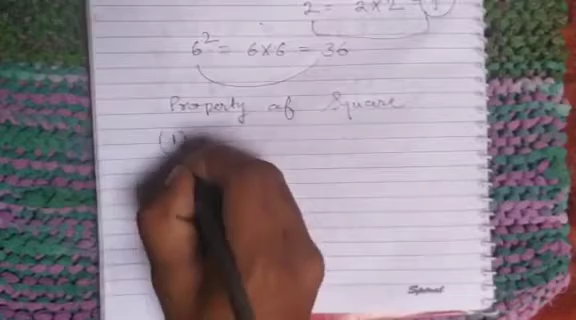 2 = 2×2 =
6² = 6×6 = 36
Property of Square
(1)
Spiral